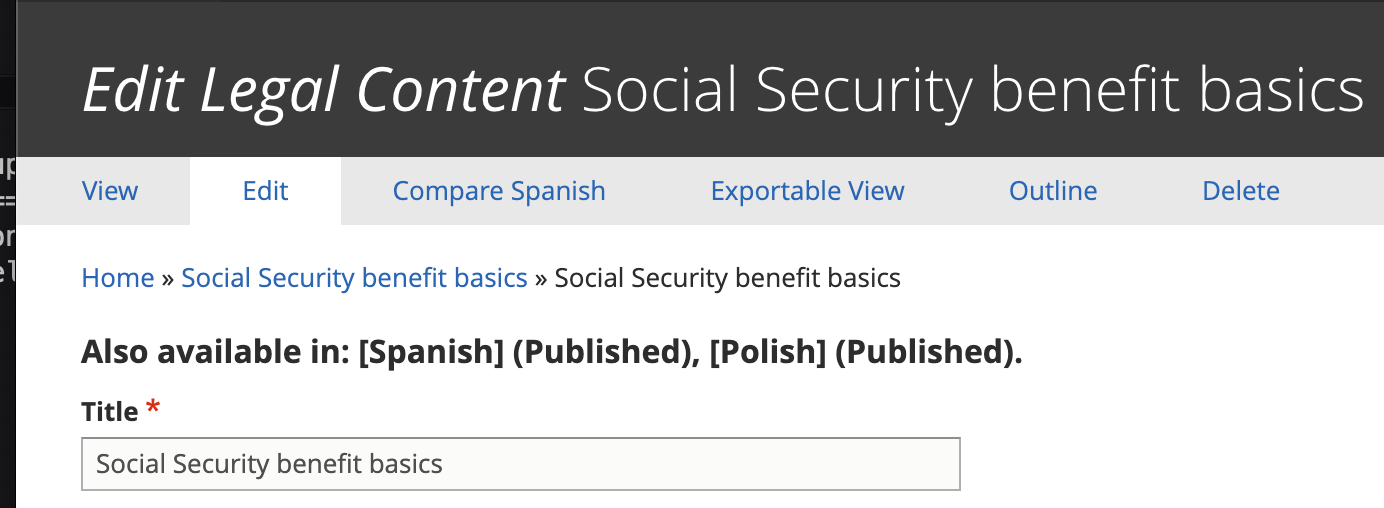 Edit Legal Content Social Security benefit basics
View Edit Compare Spanish Exportable View Outline Delete
Home » Social Security benefit basics » Social Security benefit basics
Also available in: [Spanish] (Published), [Polish] (Published).
Title *
Social Security benefit basics